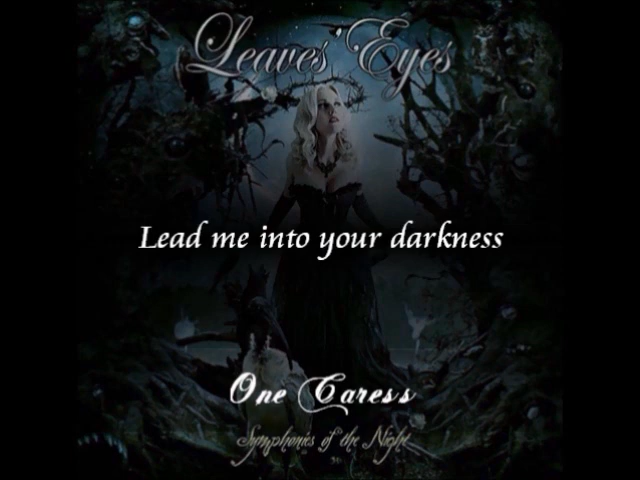 Leaves' Eyes
Lead me into your darkness
One Caress
Symphonies of the Night